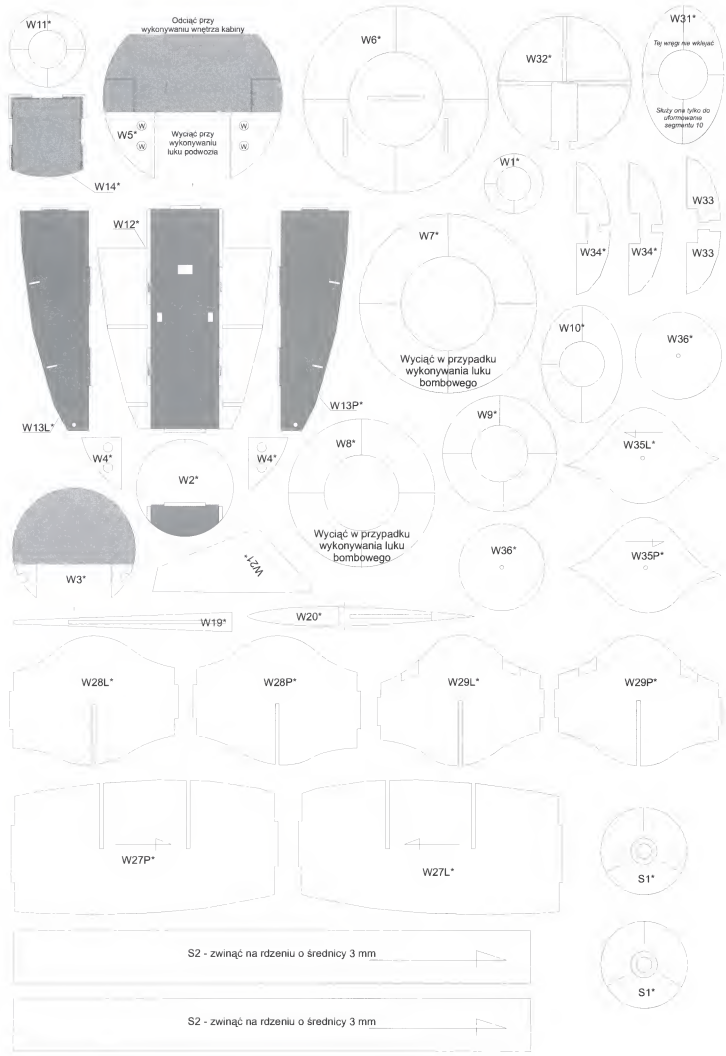 W11*
Odciąć przy
wykonywaniu wnętrza kabiny
W6*
W32*
W31*
Tej wręgi nie wklejać
Służy ona tylko do
uformowania
segmentu 10
W5*
W
W
Wyciąć przy
wykonywaniu
luku podwozia
W
W
W14*
W1*
W33
W34*
W34*
W33
W12*
W7*
Wyciąć w przypadku
wykonywania luku
bombowego
W10*
W36*
W13L*
W13P*
W4*
W4*
W2*
W8*
Wyciąć w przypadku
wykonywania luku
bombowego
W9*
W35L*
W3*
W21*
W36*
W35P*
W19*
W20*
W28L*
W28P*
W29L*
W29P*
W27P*
W27L*
S1*
S2 - zwinąć na rdzeniu o średnicy 3 mm
S1*
S2 - zwinąć na rdzeniu o średnicy 3 mm